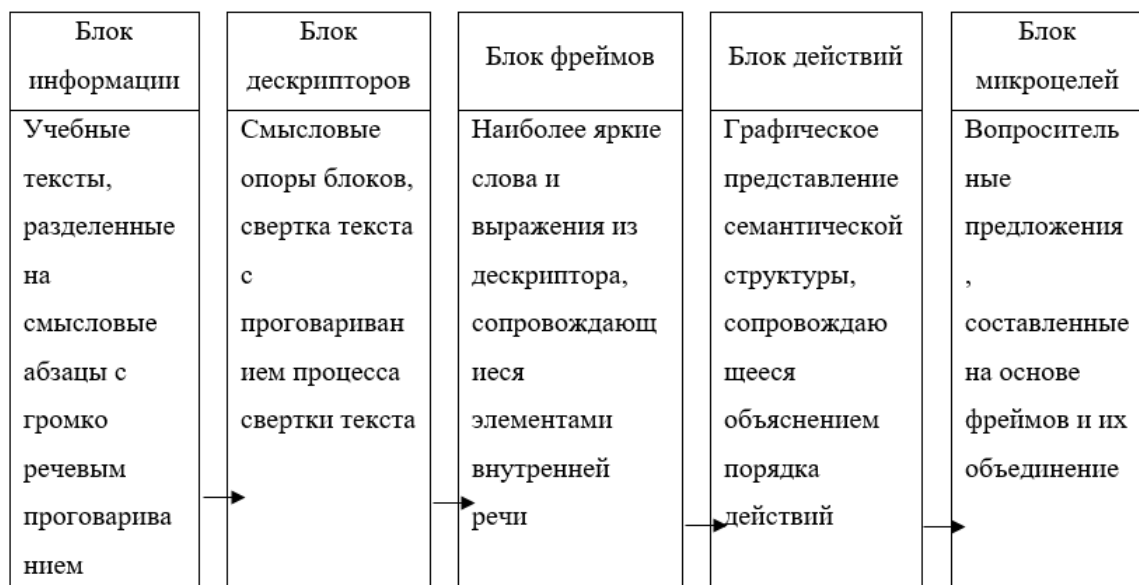 Блок
информации
Учебные
тексты,
разделенные
на
смысловые
абзацы с
громко
речевым
проговарива
нием
Блок
дескрипторов
Смысловые
опоры блоков,
свертка текста
с
проговариван
ием процесса
свертки текста
Блок фреймов
Наиболее яркие
слова и
выражения из
дескриптора,
сопровождающ
иеся
элементами
внутренней
речи
Блок действий
Графическое
представление
семантической
структуры,
сопровождаю
щееся
объяснением
порядка
действий
Блок
микроцелей
Вопроситель
ные
предложения
,
составленные
на основе
фреймов и их
объединение